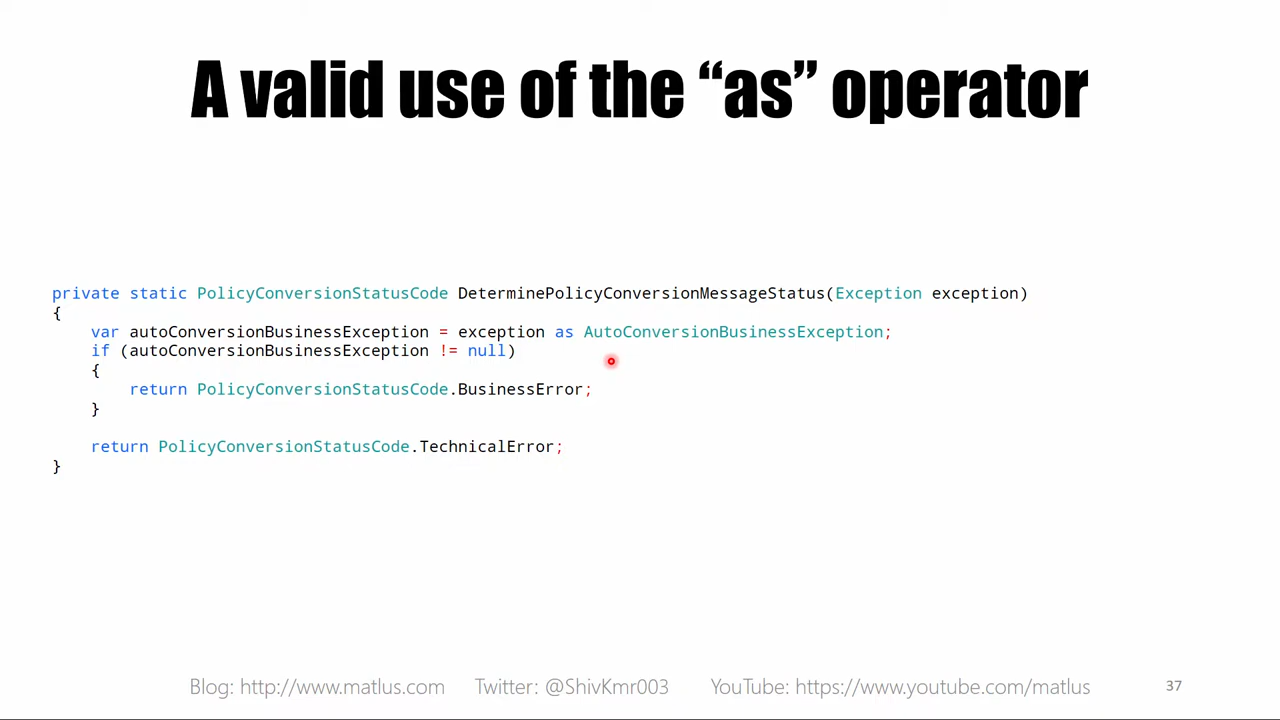 A valid use of the “as” operator
private static PolicyConversionStatusCode DeterminePolicyConversionMessageStatus(Exception exception)
{
    var autoConversionBusinessException = exception as AutoConversionBusinessException;
    if (autoConversionBusinessException != null)
    {
        return PolicyConversionStatusCode.BusinessError;
    }
    return PolicyConversionStatusCode.TechnicalError;
}
Blog: http://www.matlus.com Twitter: @ShivKmr003 YouTube: https://www.youtube.com/matlus 37